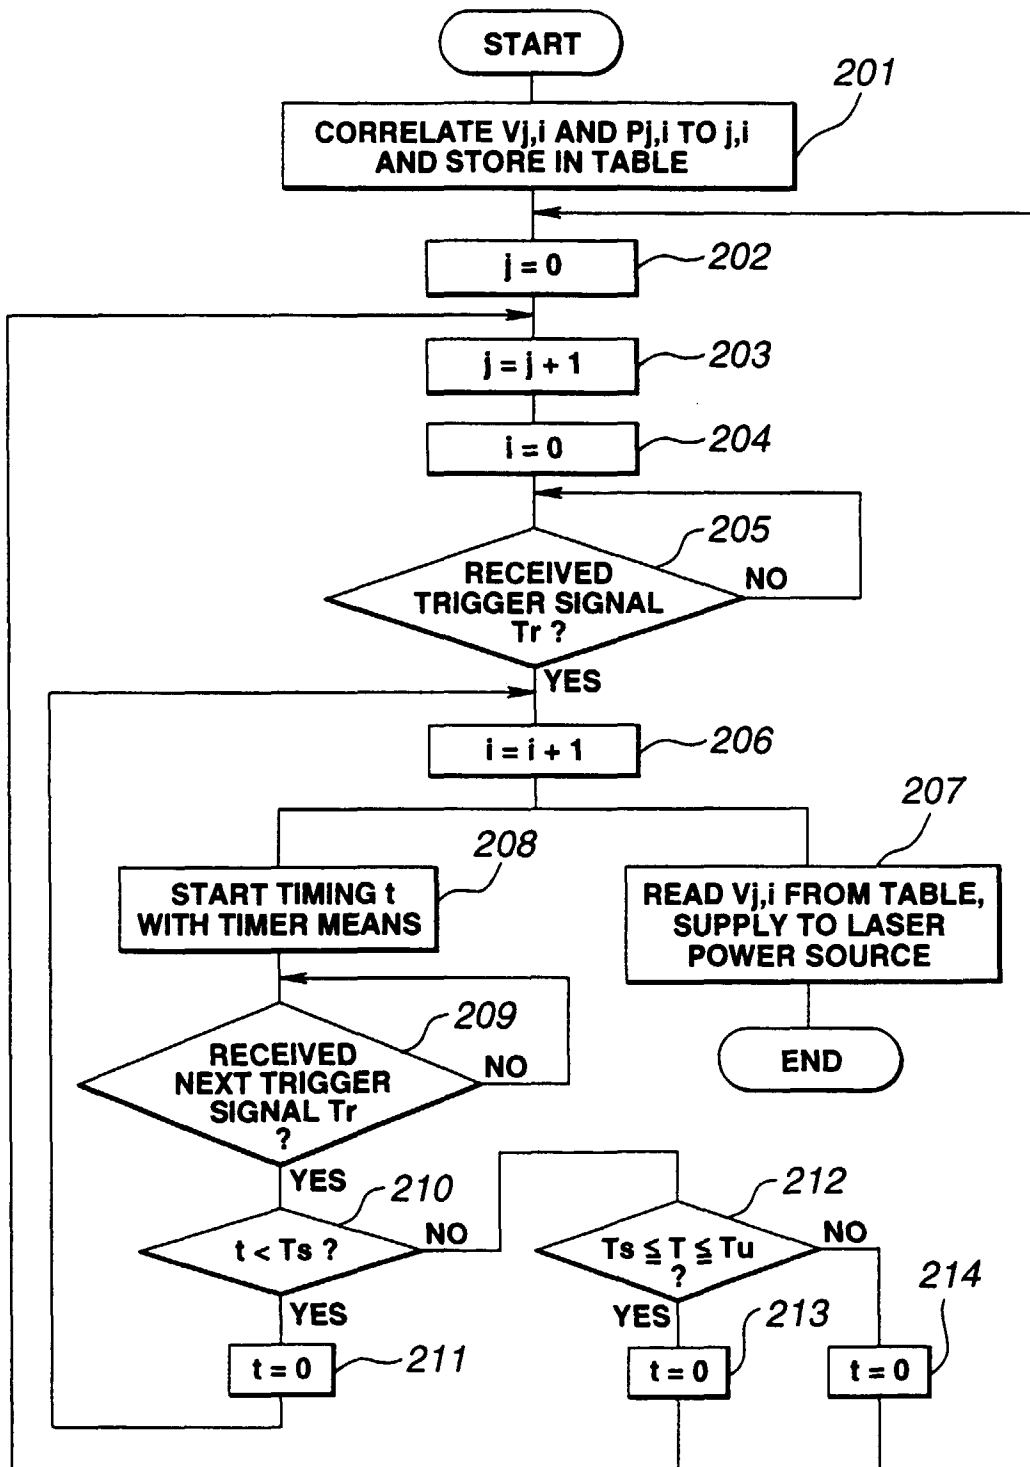 START
201
CORRELATE Vj,i AND Pj,i TO j,i
AND STORE IN TABLE
j = 0
202
j = j + 1
203
i = 0
204
205
RECEIVED
TRIGGER SIGNAL
Tr ?
NO
YES
i = i + 1
206
207
208
START TIMING t
WITH TIMER MEANS
READ Vj,i FROM TABLE,
SUPPLY TO LASER
POWER SOURCE
209
RECEIVED
NEXT TRIGGER
SIGNAL Tr
?
NO
END
YES
210
t < Ts ?
NO
212
Ts ≦ T ≦ Tu
?
NO
YES
YES
213
214
t = 0
211
t = 0
t = 0